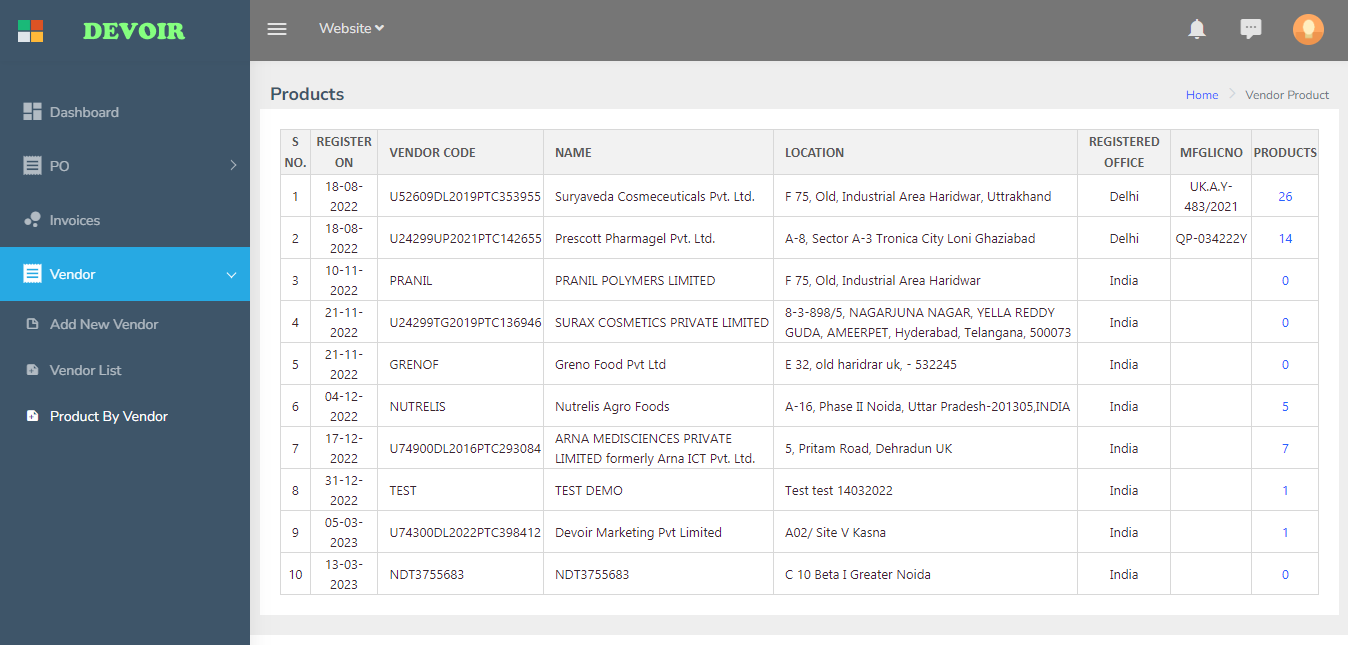 DEVOIR
Website
Dashboard
PO
Invoices
Vendor
Add New Vendor
Vendor List
Product By Vendor
Products
Home Vendor Product
S NO. REGISTER ON VENDOR CODE NAME LOCATION REGISTERED OFFICE MFGLICNO PRODUCTS
1 18-08-2022 U52609DL2019PTC353955 Suryaveda Cosmeceuticals Pvt. Ltd. F 75, Old, Industrial Area Haridwar, Uttrakhand Delhi UK.A.Y-483/2021 26
2 18-08-2022 U24299UP2021PTC142655 Prescott Pharmagel Pvt. Ltd. A-8, Sector A-3 Tronica City Loni Ghaziabad Delhi QP-034222Y 14
3 10-11-2022 PRANIL PRANIL POLYMERS LIMITED F 75, Old, Industrial Area Haridwar India 0
4 21-11-2022 U24299TG2019PTC136946 SURAX COSMETICS PRIVATE LIMITED 8-3-898/5, NAGARJUNA NAGAR, YELLA REDDY GUDA, AMEERPET, Hyderabad, Telangana, 500073 India 0
5 21-11-2022 GRENOF Greno Food Pvt Ltd E 32, old haridrar uk, - 532245 India 0
6 04-12-2022 NUTRELIS Nutrelis Agro Foods A-16, Phase II Noida, Uttar Pradesh-201305,INDIA India 5
7 17-12-2022 U74900DL2016PTC293084 ARNA MEDISCIENCES PRIVATE LIMITED formerly Arna ICT Pvt. Ltd. 5, Pritam Road, Dehradun UK India 7
8 31-12-2022 TEST TEST DEMO Test test 14032022 India 1
9 05-03-2023 U74300DL2022PTC398412 Devoir Marketing Pvt Limited A02/ Site V Kasna India 1
10 13-03-2023 NDT3755683 NDT3755683 C 10 Beta I Greater Noida India 0